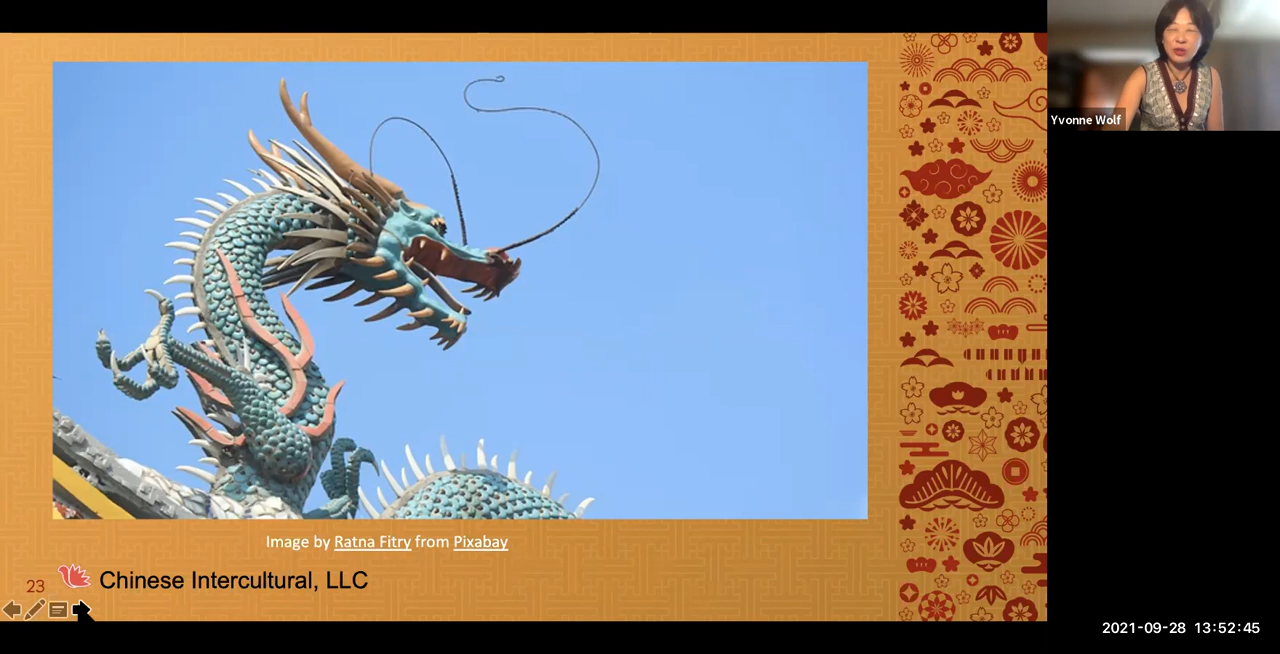 Yvonne Wolf
Image by Ratna Fitry from Pixabay
Chinese Intercultural, LLC
23
2021-09-28 13:52:45